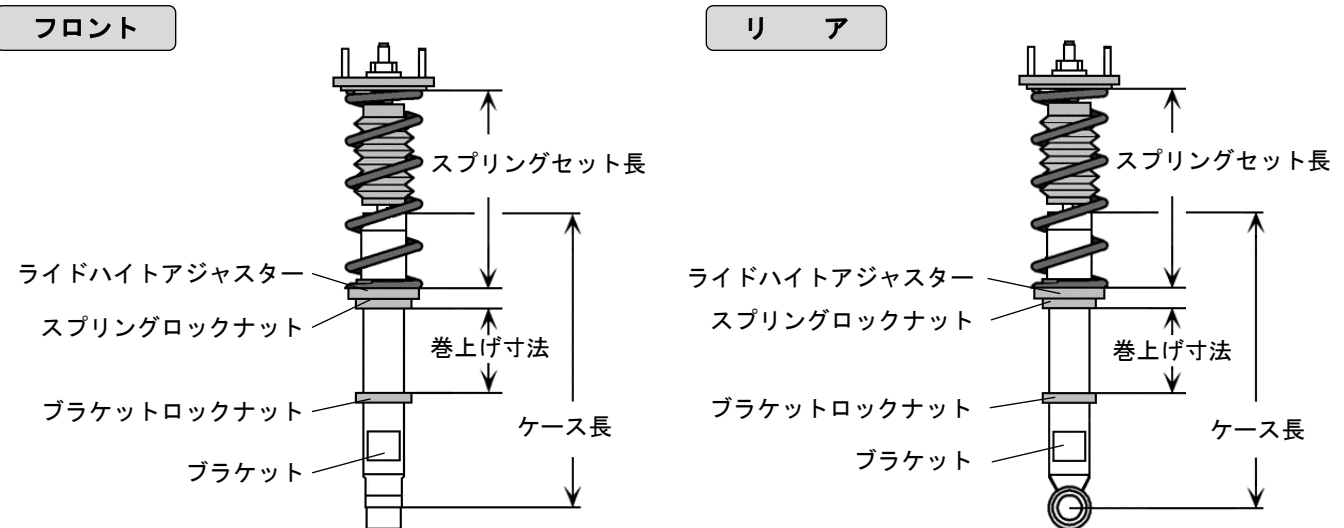 フロント
スプリングセット長
ライドハイトアジャスター
スプリングロックナット
巻上げ寸法
ブラケットロックナット
ケース長
ブラケット
リア
スプリングセット長
ライドハイトアジャスター
スプリングロックナット
巻上げ寸法
ブラケットロックナット
ケース長
ブラケット